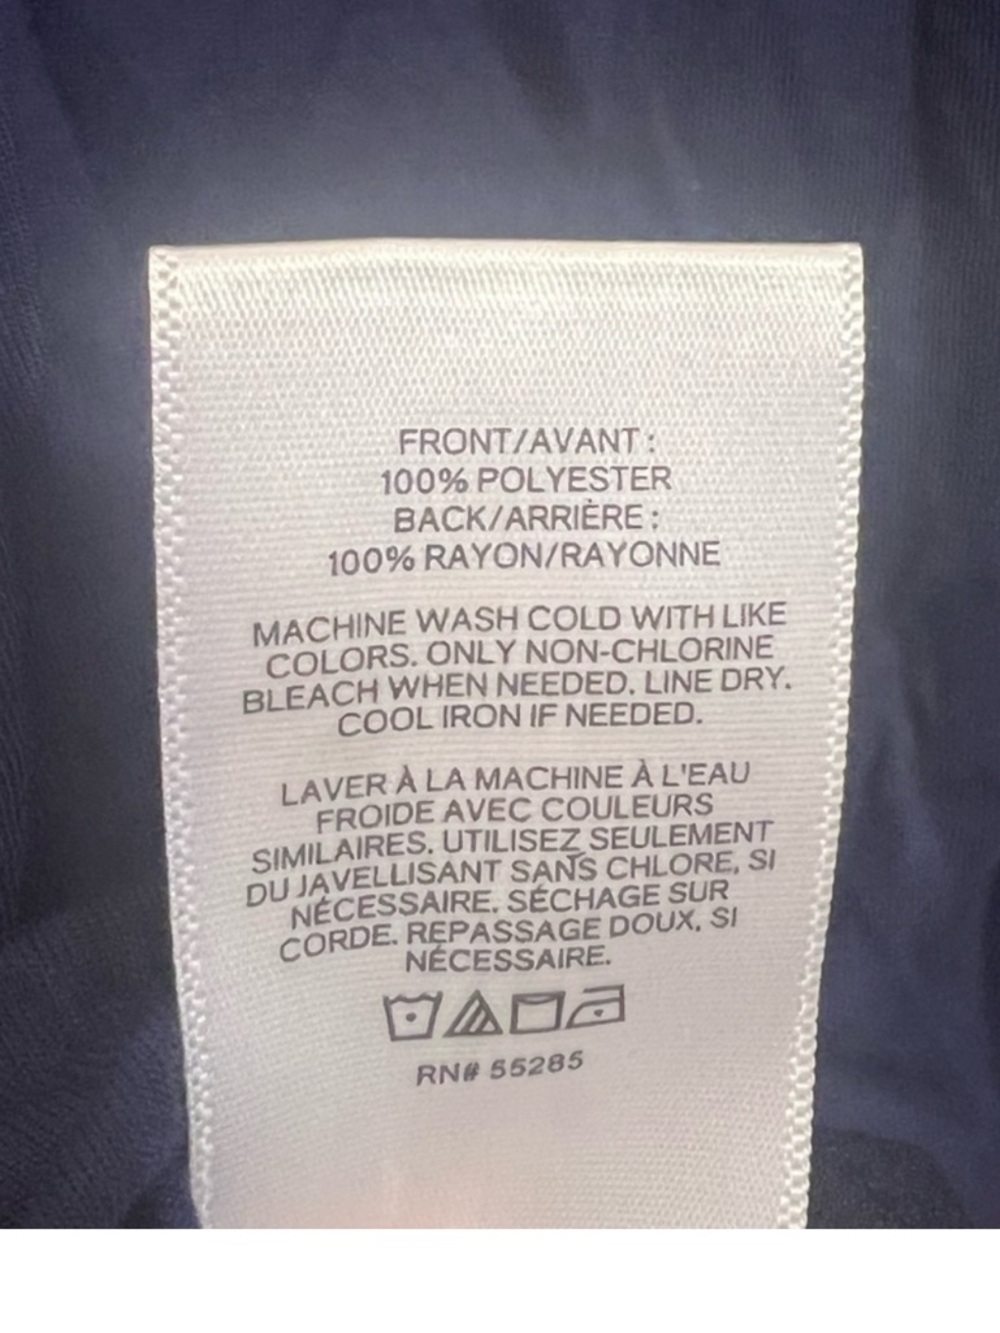 FRONT/AVANT :
100% POLYESTER
BACK/ARRIÈRE :
100% RAYON/RAYONNE
MACHINE WASH COLD WITH LIKE
COLORS. ONLY NON-CHLORINE
BLEACH WHEN NEEDED. LINE DRY.
COOL IRON IF NEEDED.
LAVER À LA MACHINE À L'EAU
FROIDE AVEC COULEURS
SIMILAIRES. UTILISEZ SEULEMENT
DU JAVELLISANT SANS CHLORE, SI
NÉCESSAIRE. SÉCHAGE SUR
CORDE. REPASSAGE DOUX, SI
NÉCESSAIRE.
RN# 55285